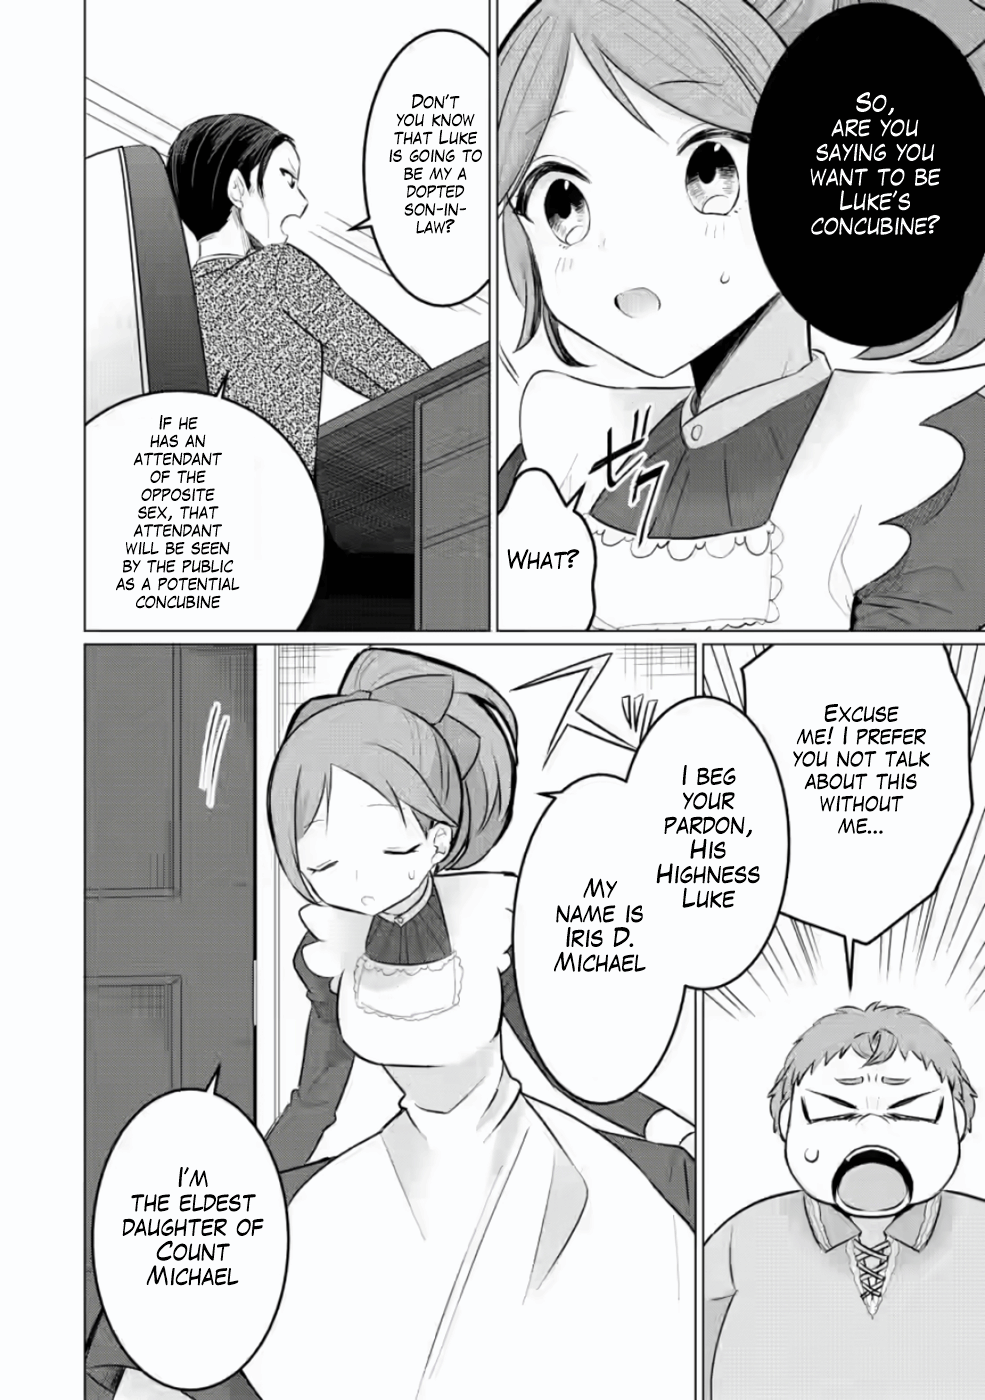 SO,
ARE YOU
SAYING YOU
WANT TO BE
LUKE'S
CONCUBINE?
ビクッ
WHAT?
DON'T
YOU KNOW
THAT LUKE
IS GOING TO
BE MY A
DOPTED
SON-IN-
LAW?
IF HE
HAS AN
ATTENDANT
OF THE
OPPOSITE
SEX, THAT
ATTENDANT
WILL BE SEEN
BY THE PUBLIC
AS A POTENTIAL
CONCUBINE
EXCUSE
ME! I PREFER
YOU NOT TALK
ABOUT THIS
WITHOUT
ME...
I BEG
YOUR
PARDON,
HIS
HIGHNESS
LUKE
MY
NAME IS
IRIS D.
MICHAEL
I'M
THE ELDEST
DAUGHTER OF
COUNT
MICHAEL